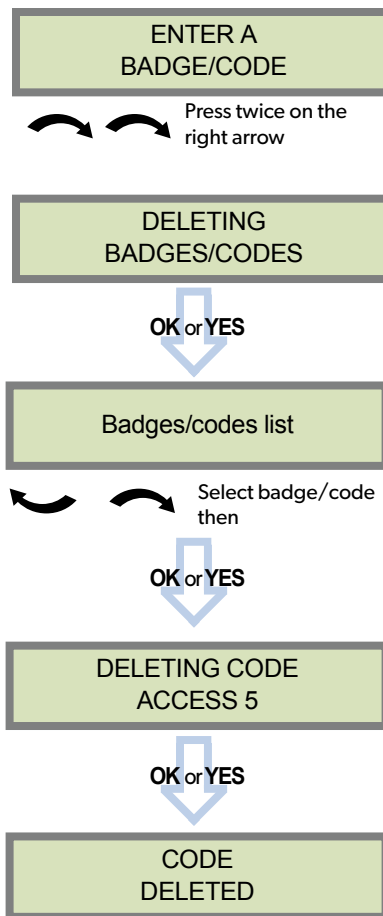 ENTER A
BADGE/CODE
Press twice on the
right arrow
DELETING
BADGES/CODES
OK or YES
Badges/codes list
Select badge/code
then
OK or YES
DELETING CODE
ACCESS 5
OK or YES
CODE
DELETED